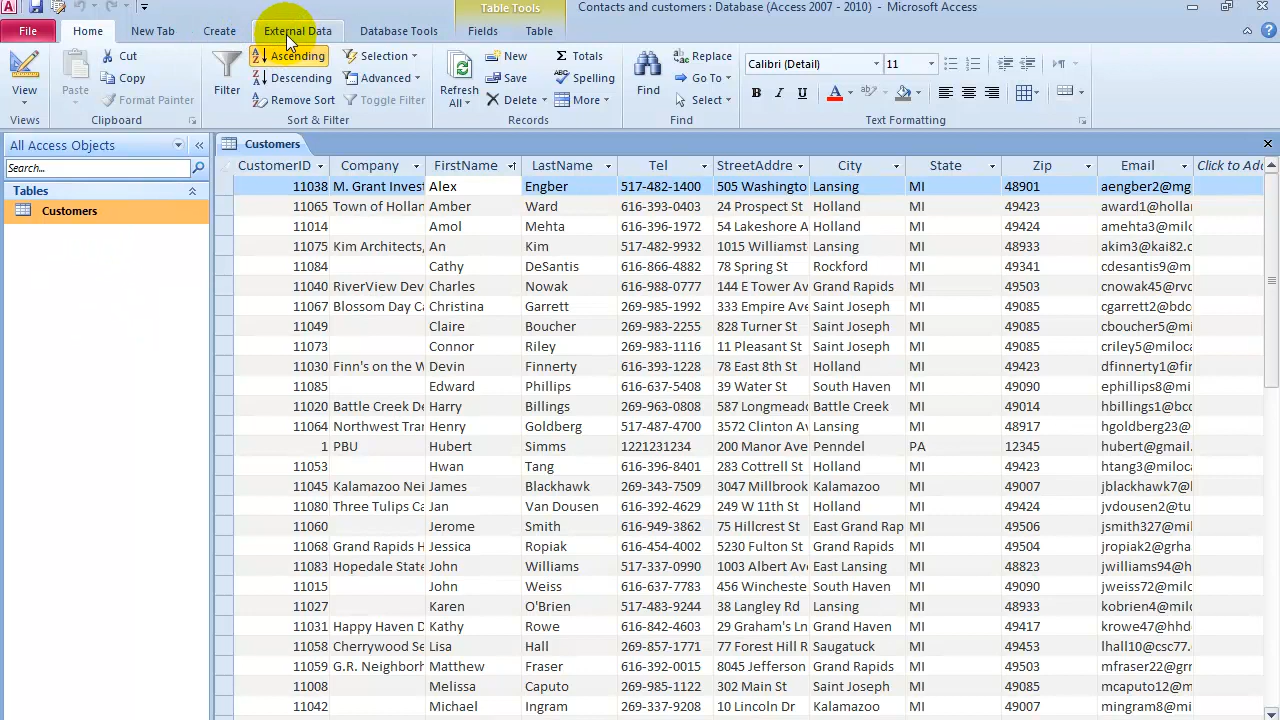 Table Tools
Contacts and customers : Database (Access 2007 - 2010) - Microsoft Access
File Home New Tab Create External Data Database Tools Fields Table
View Paste Cut Copy Format Painter
Filter Ascending Descending Remove Sort Selection Advanced Toggle Filter
Refresh All New Save Delete Totals Spelling More
Find Replace Go To Select
Calibri (Detail) 11
Views Clipboard Sort & Filter Records Find Text Formatting
All Access Objects
Search...
Tables
Customers
Customers
CustomerID Company FirstName LastName Tel StreetAddre City State Zip Email Click to Add
11038 M. Grant Invest Alex Engber 517-482-1400 505 Washingto Lansing MI 48901 aengber2@mg
11065 Town of Hollan Amber Ward 616-393-0403 24 Prospect St Holland MI 49423 award1@holla
11014 Amol Mehta 616-396-1972 54 Lakeshore A Holland MI 49424 amehta3@milo
11075 Kim Architects, An Kim 517-482-9932 1015 Williamst Lansing MI 48933 akim3@kai82.c
11084 Cathy DeSantis 616-866-4882 78 Spring St Rockford MI 49341 cdesantis9@m
11040 RiverView Dev Charles Nowak 616-988-0777 144 E Tower Av Grand Rapids MI 49503 cnowak45@rvc
11067 Blossom Day Ca Christina Garrett 269-985-1992 333 Empire Ave Saint Joseph MI 49085 cgarrett2@bdc
11049 Claire Boucher 269-983-2255 828 Turner St Saint Joseph MI 49085 cboucher5@mi
11073 Connor Riley 269-983-1116 11 Pleasant St Saint Joseph MI 49085 criley5@miloca
11030 Finn's on the W Devin Finnerty 616-393-1228 78 East 8th St Holland MI 49423 dfinnerty1@fin
11085 Edward Phillips 616-637-5408 39 Water St South Haven MI 49090 ephillips8@mi
11020 Battle Creek De Harry Billings 269-963-0808 587 Longmeado Battle Creek MI 49014 hbillings1@bcc
11064 Northwest Tran Henry Goldberg 517-487-4700 3572 Clinton Av Lansing MI 48917 hgoldberg23@
1 PBU Hubert Simms 1221231234 200 Manor Ave Penndel PA 12345 hubert@gmail.
11053 Hwan Tang 616-396-8401 283 Cottrell St Holland MI 49423 htang3@miloc
11045 Kalamazoo Nei James Blackhawk 269-343-7509 3047 Millbrook Kalamazoo MI 49007 jblackhawk7@
11080 Three Tulips Ca Jan Van Dousen 616-392-4629 249 W 11th St Holland MI 49424 jvdousen2@tu
11060 Jerome Smith 616-949-3862 75 Hillcrest St East Grand Rap MI 49506 jsmith327@mil
11068 Grand Rapids H Jessica Ropiak 616-454-4002 5230 Fulton St Grand Rapids MI 49504 jropiak2@grha
11083 Hopedale State John Williams 517-337-0990 1003 Albert Ave East Lansing MI 48823 jwilliams94@h
11015 John Weiss 616-637-7783 456 Wincheste South Haven MI 49090 jweiss72@milo
11027 Karen O'Brien 517-483-9244 38 Langley Rd Lansing MI 48933 kobrien4@milo
11031 Happy Haven D Kathy Rowe 616-842-4603 29 Graham's Ln Grand Haven MI 49417 krowe47@hhd
11058 Cherrywood Se Lisa Hall 269-857-1771 77 Forest Hill R Saugatuck MI 49453 lhall10@csc77.
11059 G.R. Neighborh Matthew Fraser 616-392-0015 8045 Jefferson Grand Rapids MI 49503 mfraser22@grr
11008 Melissa Caputo 269-985-1122 302 Main St Saint Joseph MI 49085 mcaputo12@m
11042 Michael Ingram 269-337-9208 10 Lincoln Dr Kalamazoo MI 49007 mingram8@mi